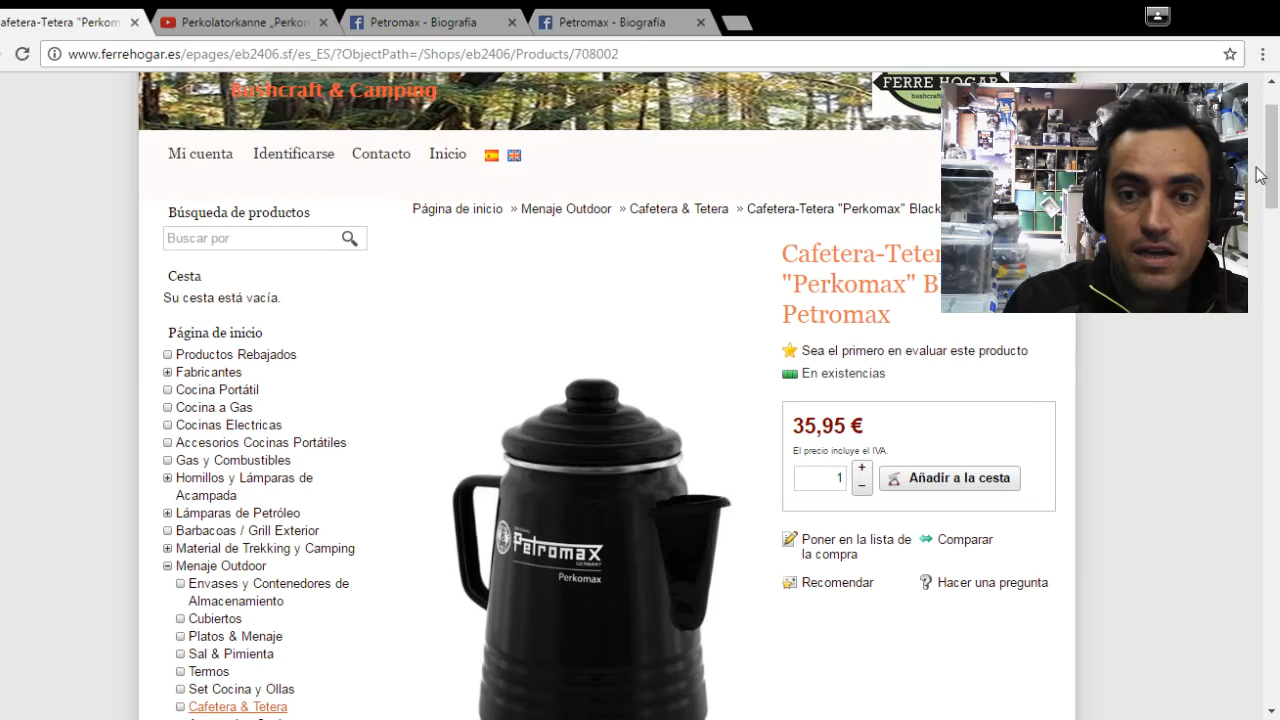 afetera-Tetera "Perkom
Perkolatorkanne „Perkon
Petromax - Biografía
Petromax - Biografía
www.ferrehogar.es/epages/eb2406.sf/es_ES/?ObjectPath=/Shops/eb2406/Products/708002
Bushcraft & Camping
FERRE HOGAR
Mi cuenta Identificarse Contacto Inicio
Búsqueda de productos
Buscar por
Cesta
Su cesta está vacía.
Página de inicio
Productos Rebajados
Fabricantes
Cocina Portátil
Cocina a Gas
Cocinas Electricas
Accesorios Cocinas Portátiles
Gas y Combustibles
Hornillos y Lámparas de
Acampada
Lámparas de Petróleo
Barbacoas / Grill Exterior
Material de Trekking y Camping
Menaje Outdoor
Envases y Contenedores de
Almacenamiento
Cubiertos
Platos & Menaje
Sal & Pimienta
Termos
Set Cocina y Ollas
Cafetera & Tetera
Página de inicio » Menaje Outdoor » Cafetera & Tetera » Cafetera-Tetera "Perkomax" Black
Petromax
GERMANY
Perkomax
Cafetera-Teter
"Perkomax" B
Petromax
Sea el primero en evaluar este producto
En existencias
35,95 €
El precio incluye el IVA.
1 + − Añadir a la cesta
Poner en la lista de
la compra
Comparar
Recomendar
Hacer una pregunta